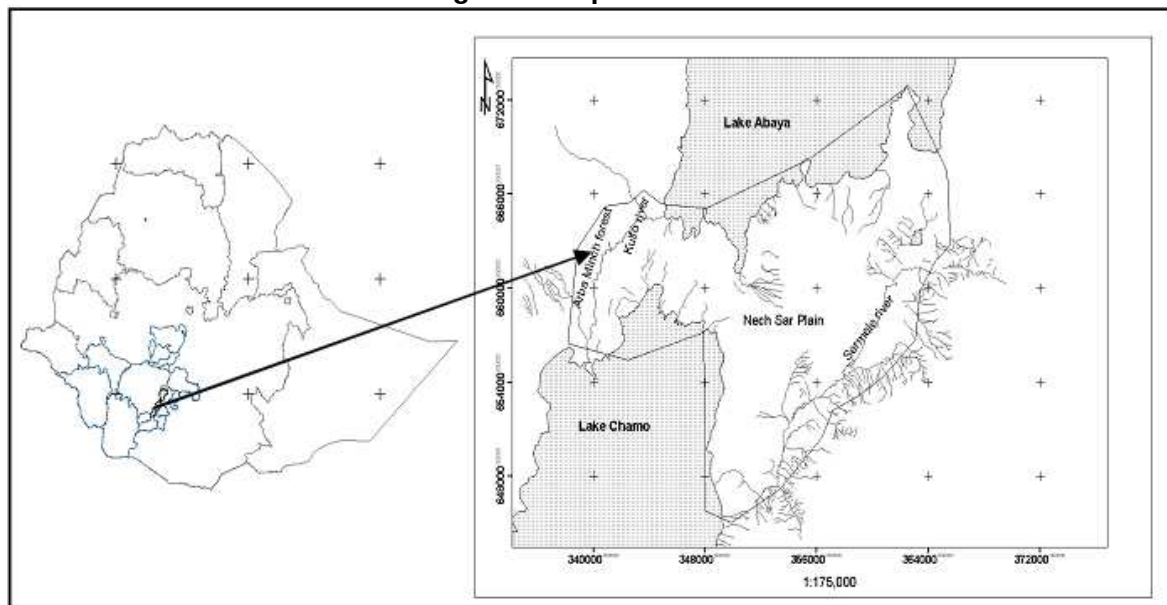 Lake Abaya
Arba Minch forest
Kulfo river
Nech Sar Plain
Sermele river
Lake Chamo
672000
666000
660000
654000
648000
340000
348000
356000
364000
372000
1:175,000